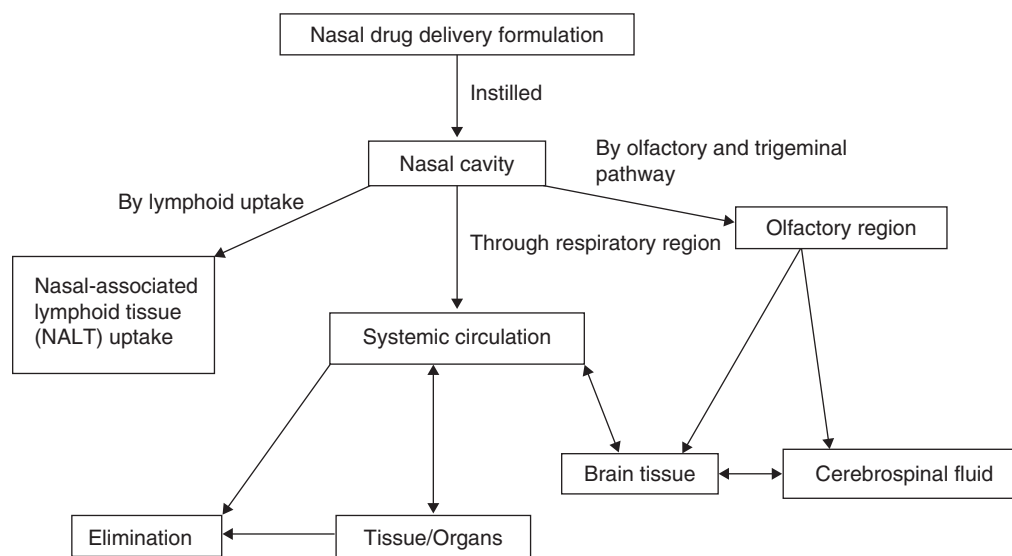 Nasal drug delivery formulation
Instilled
Nasal cavity
By olfactory and trigeminal
pathway
By lymphoid uptake
Olfactory region
Through respiratory region
Nasal-associated
lymphoid tissue
(NALT) uptake
Systemic circulation
Brain tissue
Cerebrospinal fluid
Elimination
Tissue/Organs